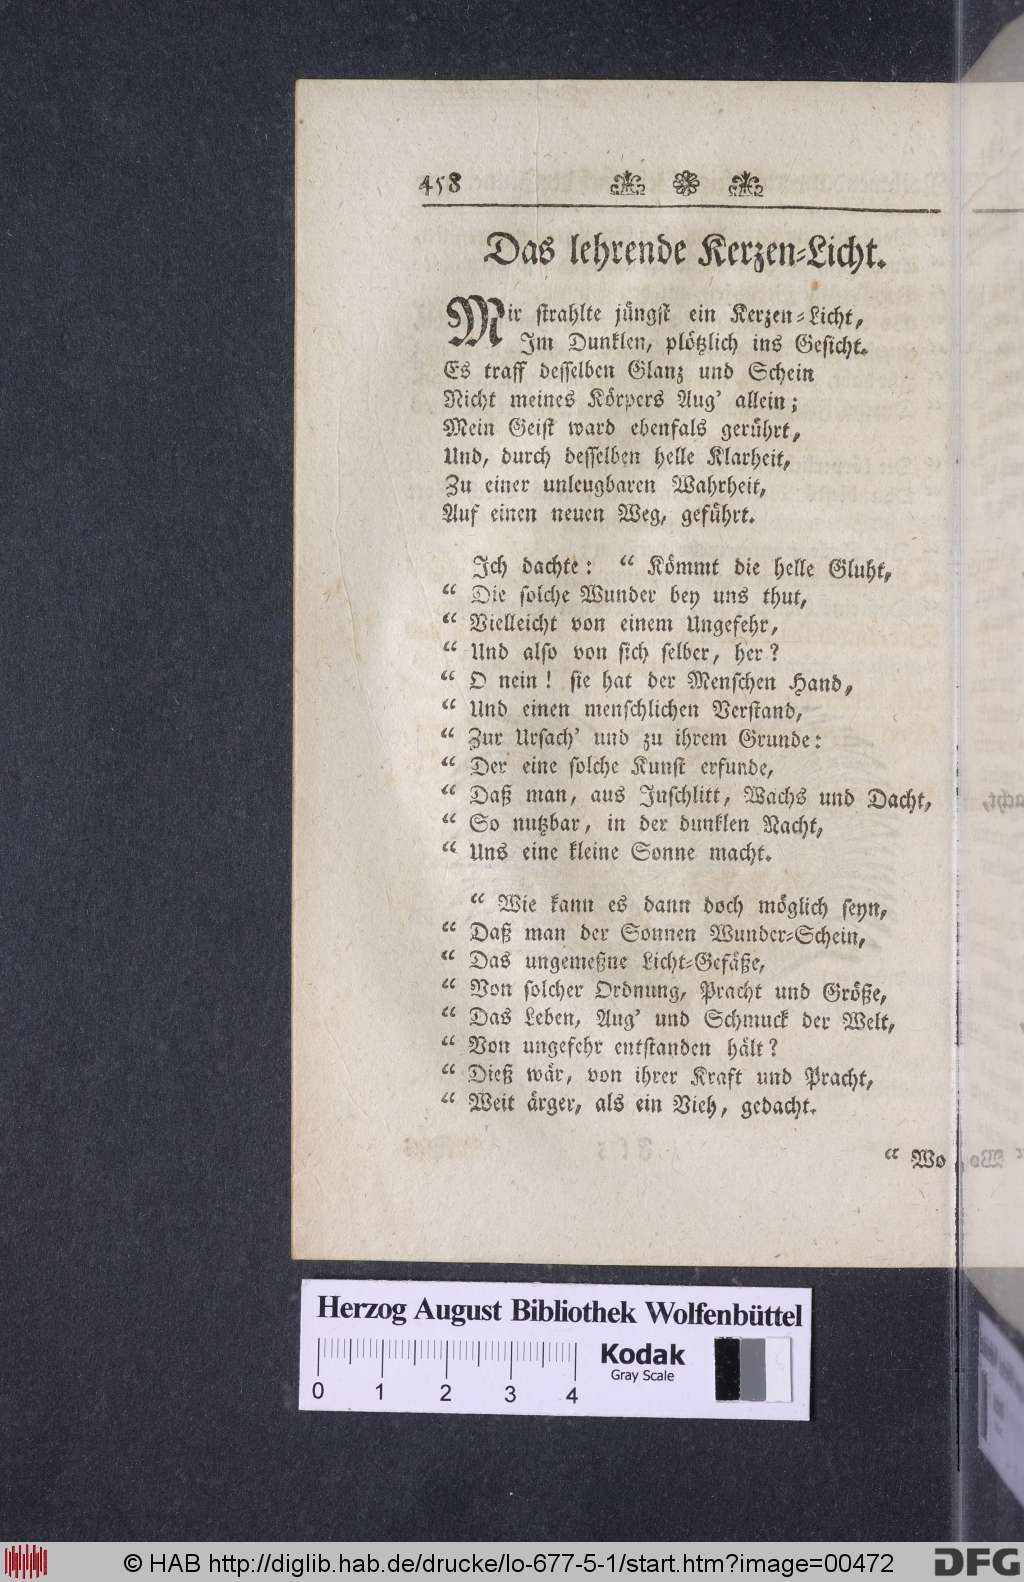 458
Das lehrende Kerzen-Licht.
Mir strahlte jüngst ein Kerzen-Licht,
Im Dunklen, plötzlich ins Gesicht.
Es traff desselben Glanz und Schein
Nicht meines Körpers Aug' allein;
Mein Geist ward ebenfals gerührt,
Und, durch desselben helle Klarheit,
Zu einer unleugbaren Wahrheit,
Auf einen neuen Weg, geführt.
Ich dachte: “ Kömmt die helle Gluht,
“ Die solche Wunder bey uns thut,
“ Vielleicht von einem Ungefehr,
“ Und also von sich selber, her?
“ O nein! sie hat der Menschen Hand,
“ Und einen menschlichen Verstand,
“ Zur Ursach' und zu ihrem Grunde:
“ Der eine solche Kunst erfunde,
“ Daß man, aus Inschlitt, Wachs und Dacht,
“ So nutzbar, in der dunklen Nacht,
“ Uns eine kleine Sonne macht.
“ Wie kann es dann doch möglich seyn,
“ Daß man der Sonnen Wunder-Schein,
“ Das ungemeßne Licht-Gefäße,
“ Von solcher Ordnung, Pracht und Größe,
“ Das Leben, Aug' und Schmuck der Welt,
“ Von ungefehr entstanden hält?
“ Dieß wär, von ihrer Kraft und Pracht,
“ Weit ärger, als ein Vieh, gedacht.
“ Wo
Herzog August Bibliothek Wolfenbüttel
Kodak
Gray Scale
0 1 2 3 4
© HAB http://diglib.hab.de/drucke/lo-677-5-1/start.htm?image=00472
DFG